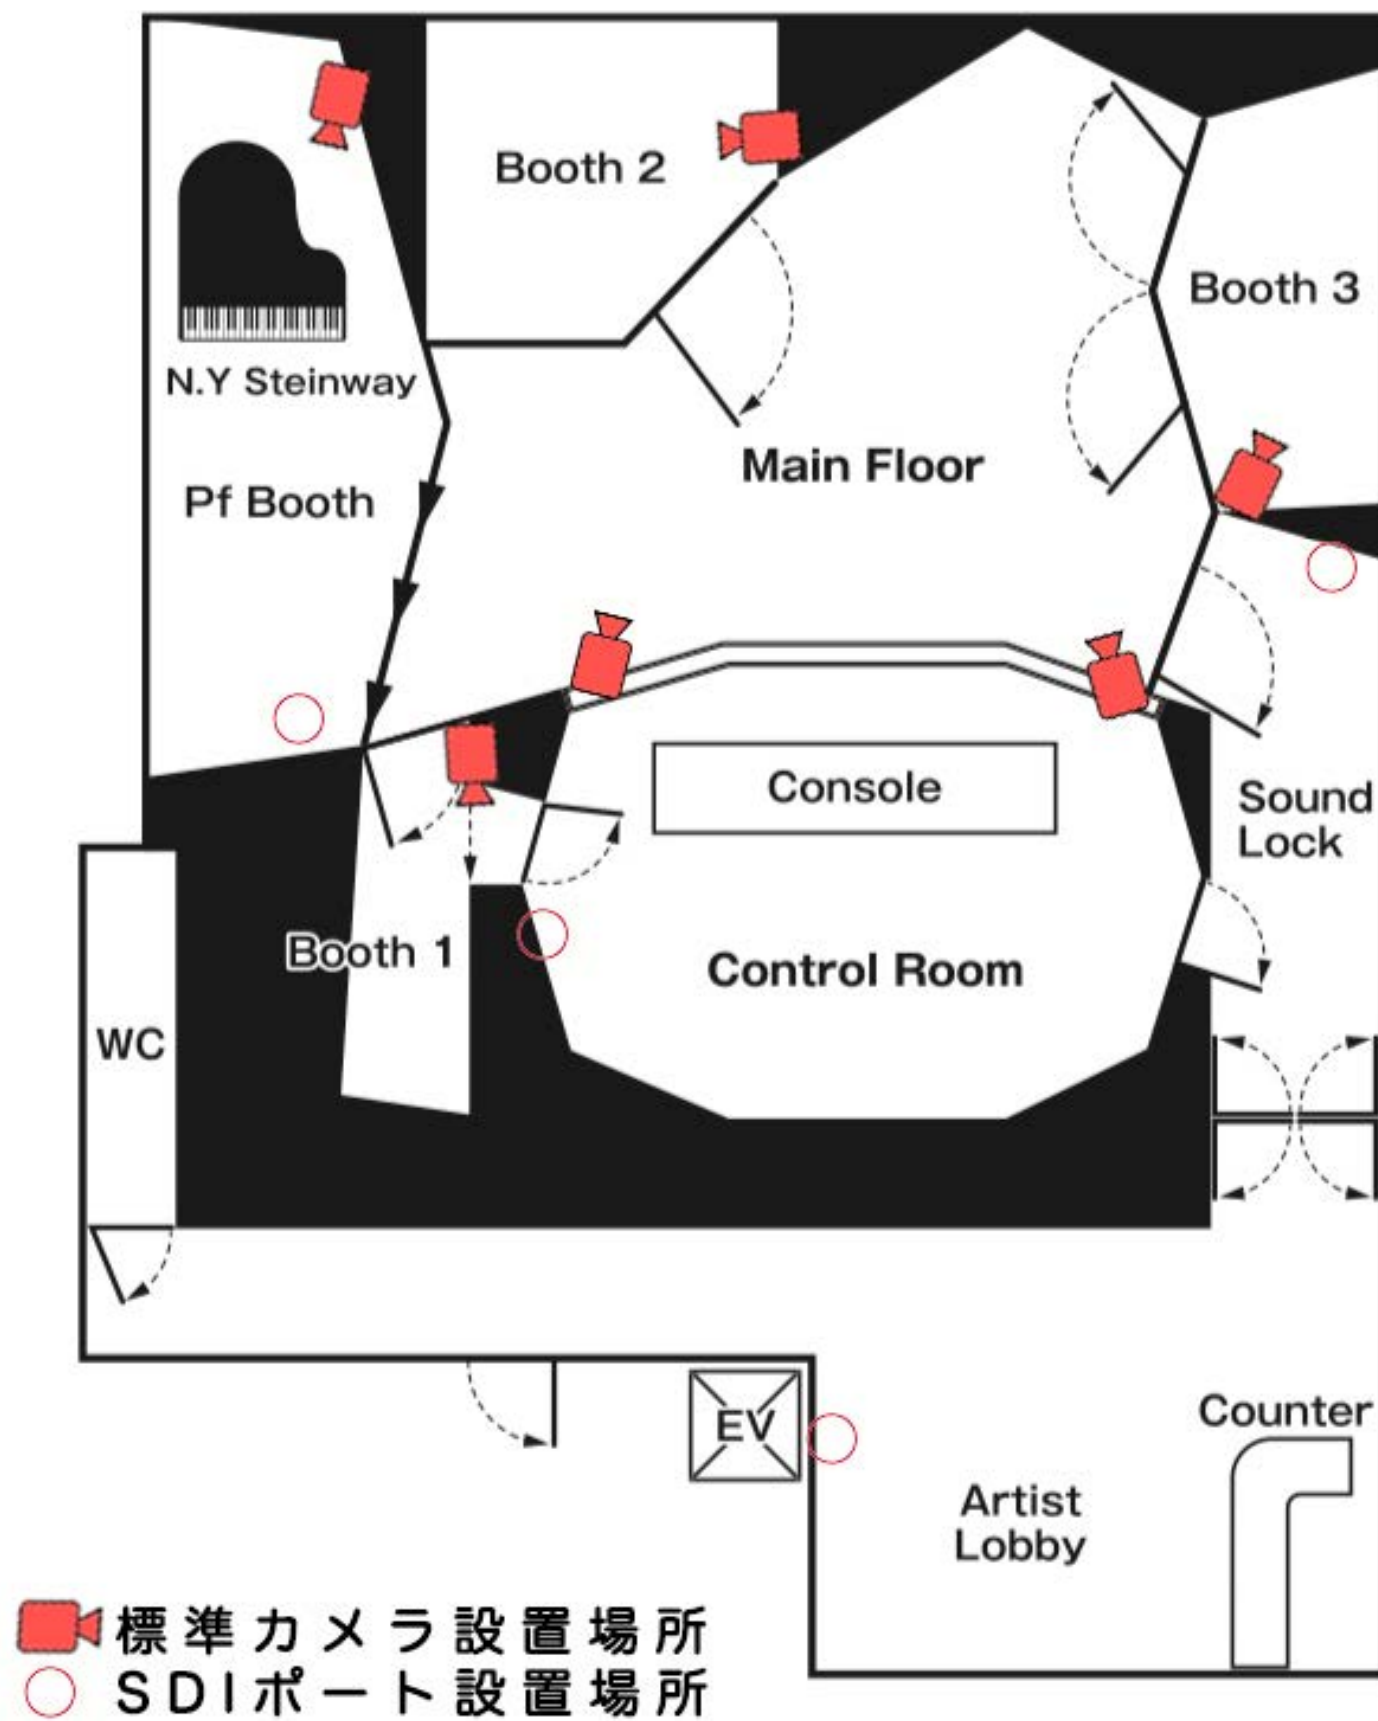 Booth 2
Booth 3
N.Y Steinway
Main Floor
Pf Booth
Console
Sound
Lock
Booth 1
Control Room
WC
Counter
EV
Artist
Lobby
標準カメラ設置場所
SDIポート設置場所